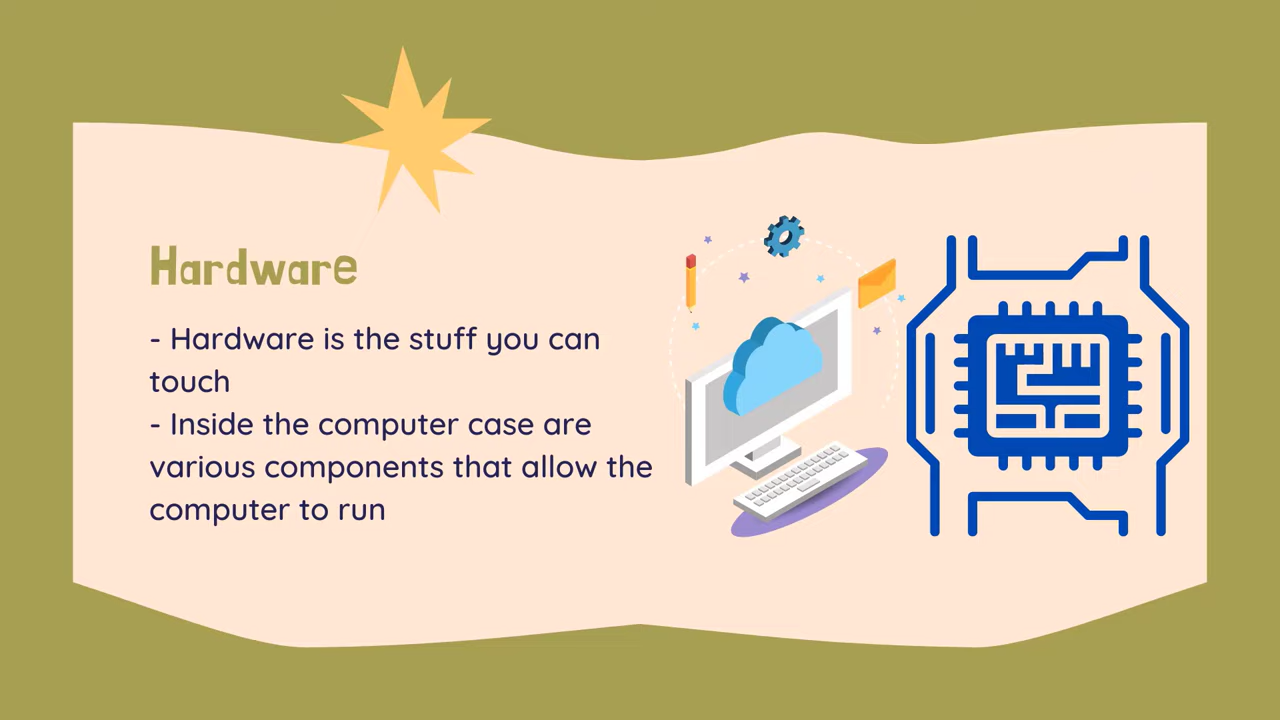 Hardware
- Hardware is the stuff you can
touch
- Inside the computer case are
various components that allow the
computer to run